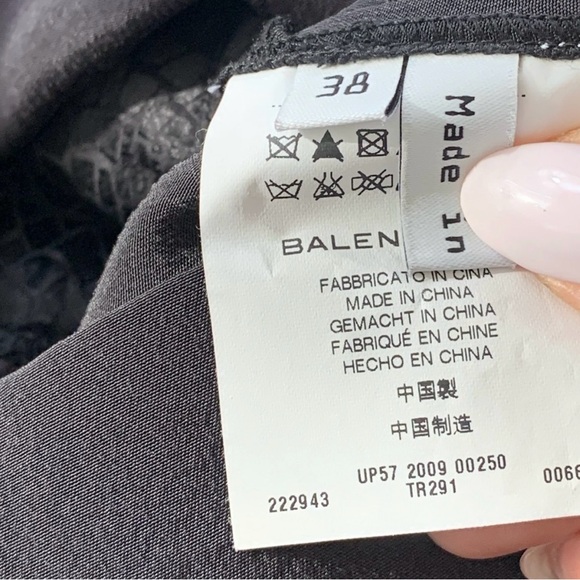 38
Made in
BALEN
FABBRICATO IN CINA
MADE IN CHINA
GEMACHT IN CHINA
FABRIQUÉ EN CHINE
HECHO EN CHINA
中国製
中国制造
UP57 2009 00250
222943 TR291 0066